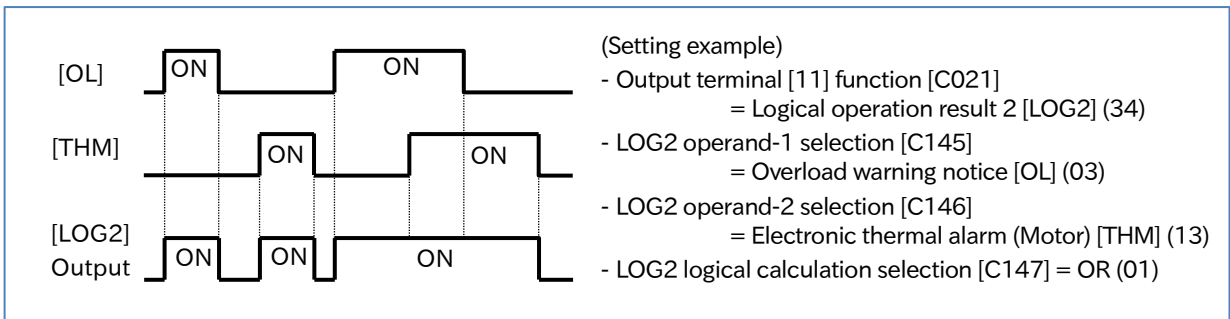 [OL]
ON
ON
[THM]
ON
ON
[LOG2]
Output
ON
ON
ON
(Setting example)
- Output terminal [11] function [C021]
= Logical operation result 2 [LOG2] (34)
- LOG2 operand-1 selection [C145]
= Overload warning notice [OL] (03)
- LOG2 operand-2 selection [C146]
= Electronic thermal alarm (Motor) [THM] (13)
- LOG2 logical calculation selection [C147] = OR (01)